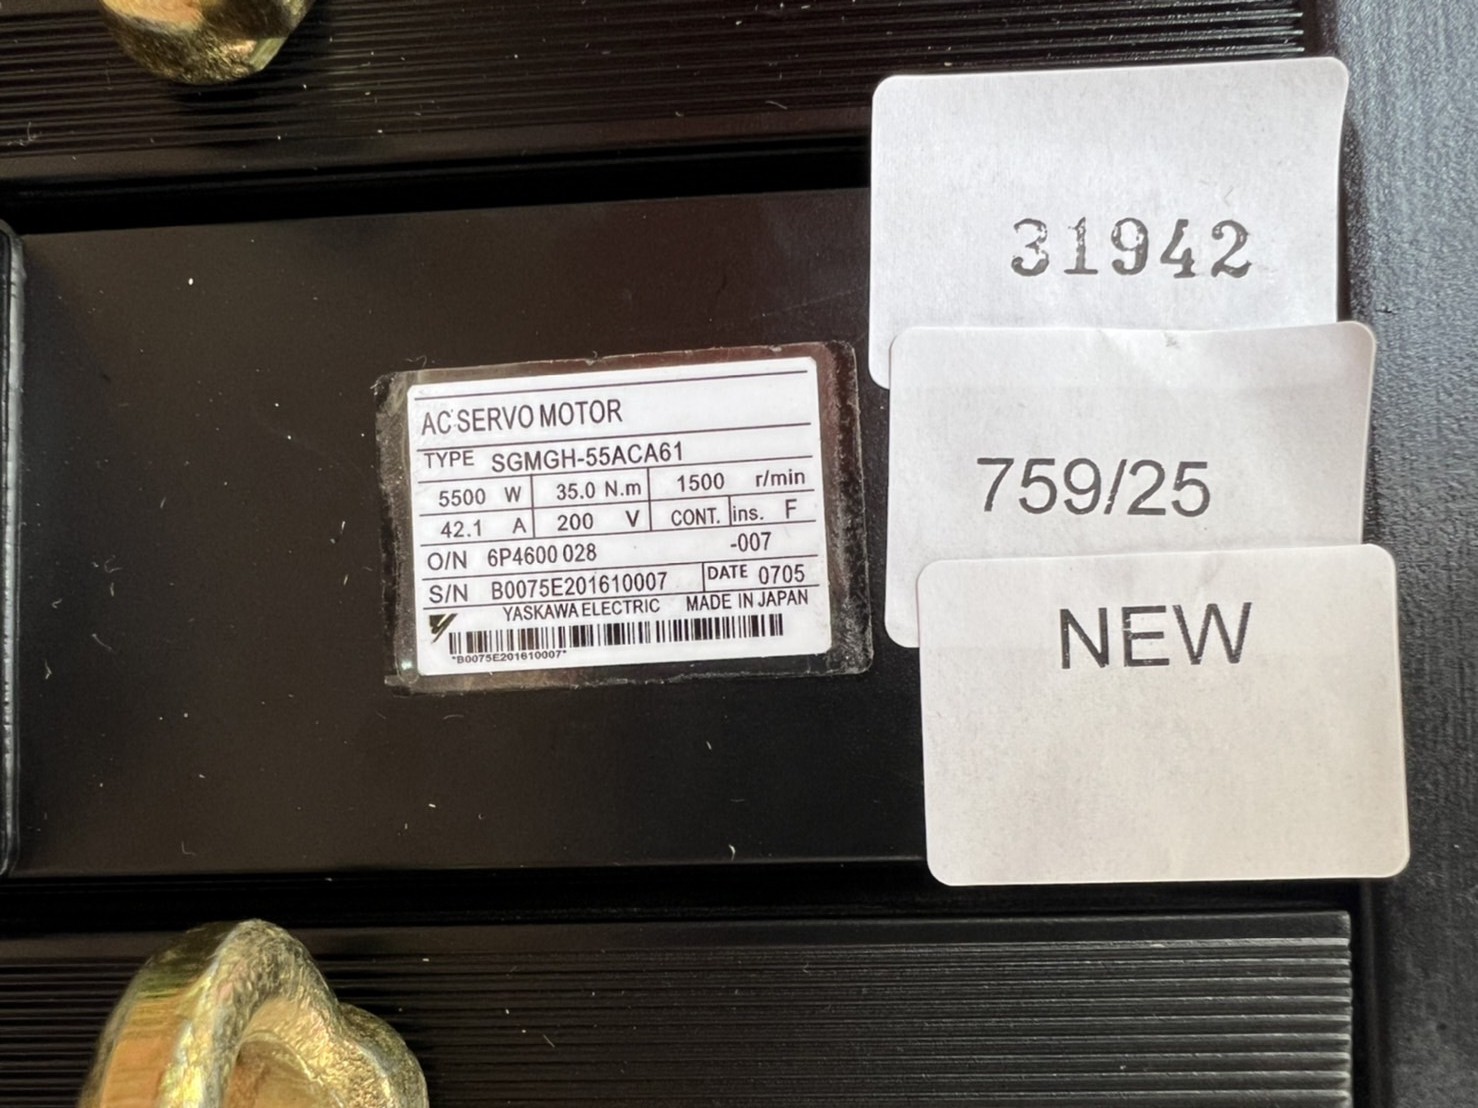 31942
759/25
NEW
AC SERVO MOTOR
TYPE SGMGH-55ACA61
5500 W 35.0 N.m 1500 r/min
42.1 A 200 V CONT. ins. F
O/N 6P4600 028 -007
S/N B0075E201610007 DATE 0705
YASKAWA ELECTRIC MADE IN JAPAN
*B0075E201610007*